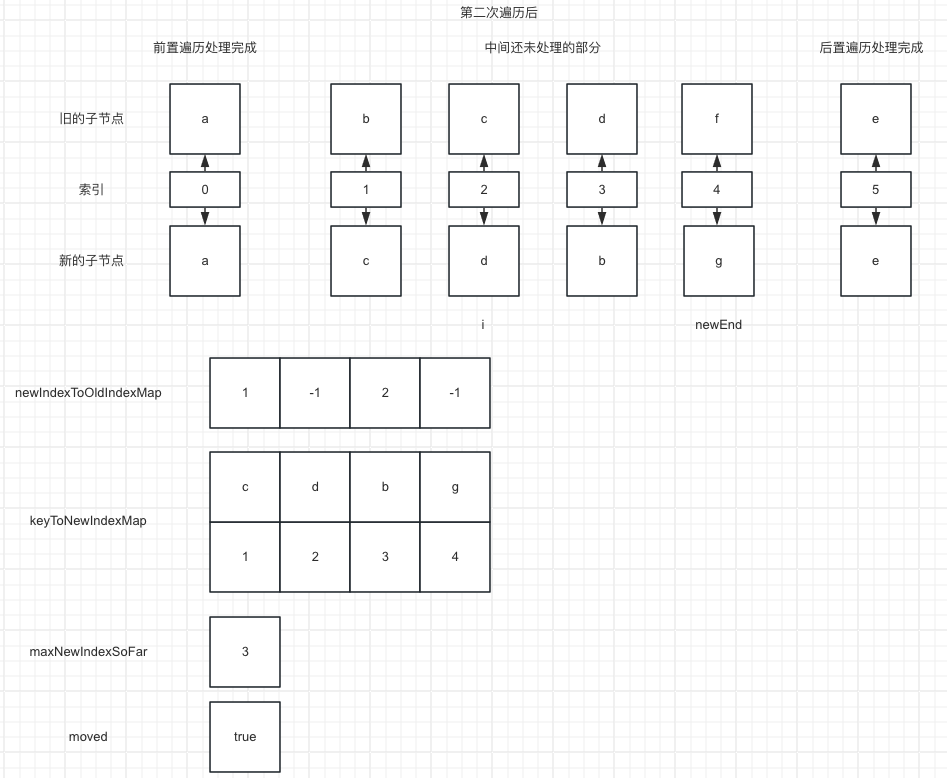 第二次遍历后
前置遍历处理完成 中间还未处理的部分 后置遍历处理完成
旧的子节点 a b c d f e
索引 0 1 2 3 4 5
新的子节点 a c d b g e
i newEnd
newIndexToOldIndexMap 1 -1 2 -1
c d b g
keyToNewIndexMap
1 2 3 4
maxNewIndexSoFar 3
moved true